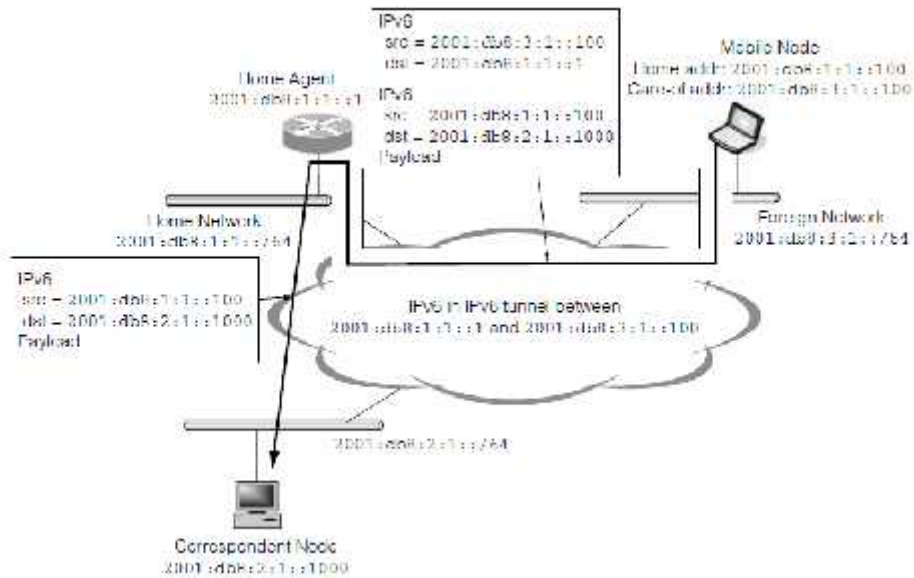 IPv6
src = 2001:db8:3:1::100
dst = 2001:db8:1:1::1
IPv6
src = 2001:db8:1:1::100
dst = 2001:db8:2:1::1000
Payload
Home Agent
2001:db8:1:1::1
Mobile Node
Home addr: 2001:db8:1:1::100
Care-of addr: 2001:db8:3:1::100
Home Network
2001:db8:1:1::/64
Foreign Network
2001:db8:3:1::/64
IPv6
src = 2001:db8:1:1::100
dst = 2001:db8:2:1::1000
Payload
IPv6 in IPv6 tunnel between
2001:db8:1:1::1 and 2001:db8:3:1::100
2001:db8:2:1::/64
Correspondent Node
2001:db8:2:1::1000